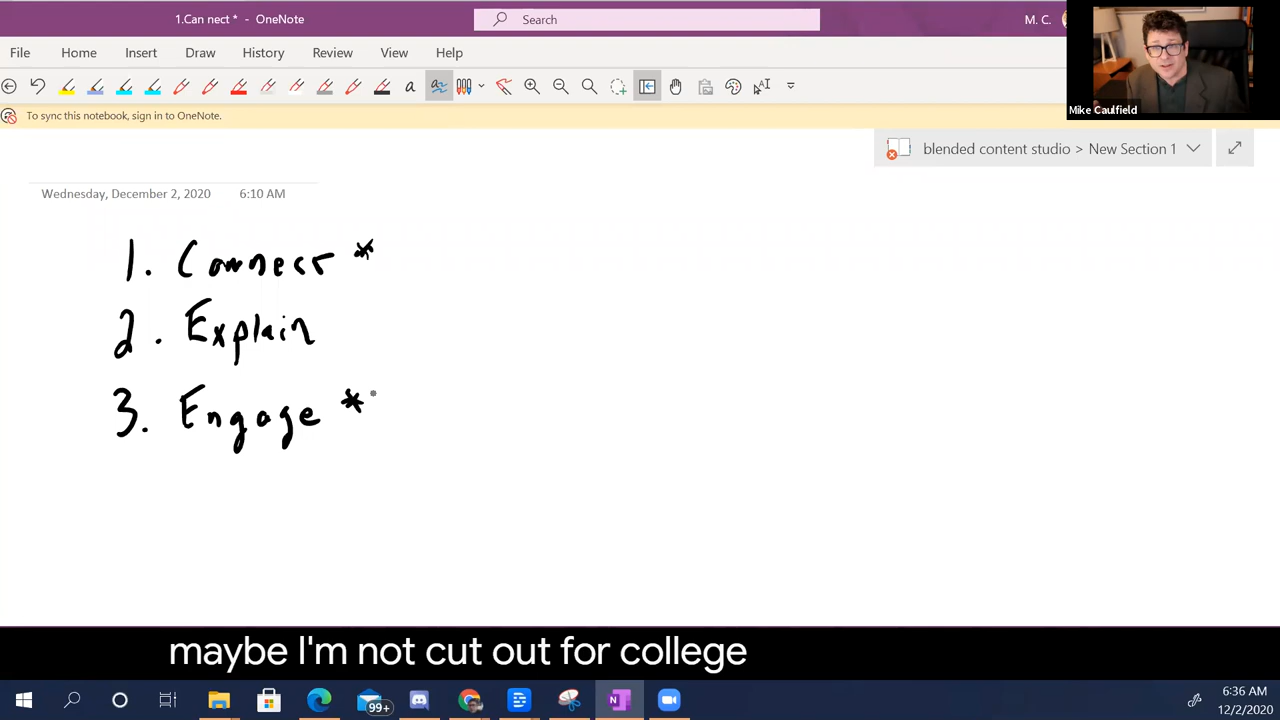 1.Can nect * - OneNote
Search
M. C.
File Home Insert Draw History Review View Help
Mike Caulfield
To sync this notebook, sign in to OneNote.
blended content studio > New Section 1
Wednesday, December 2, 2020 6:10 AM
1. Connect *
2. Explain
3. Engage *
maybe I'm not cut out for college
99+
6:36 AM
12/2/2020